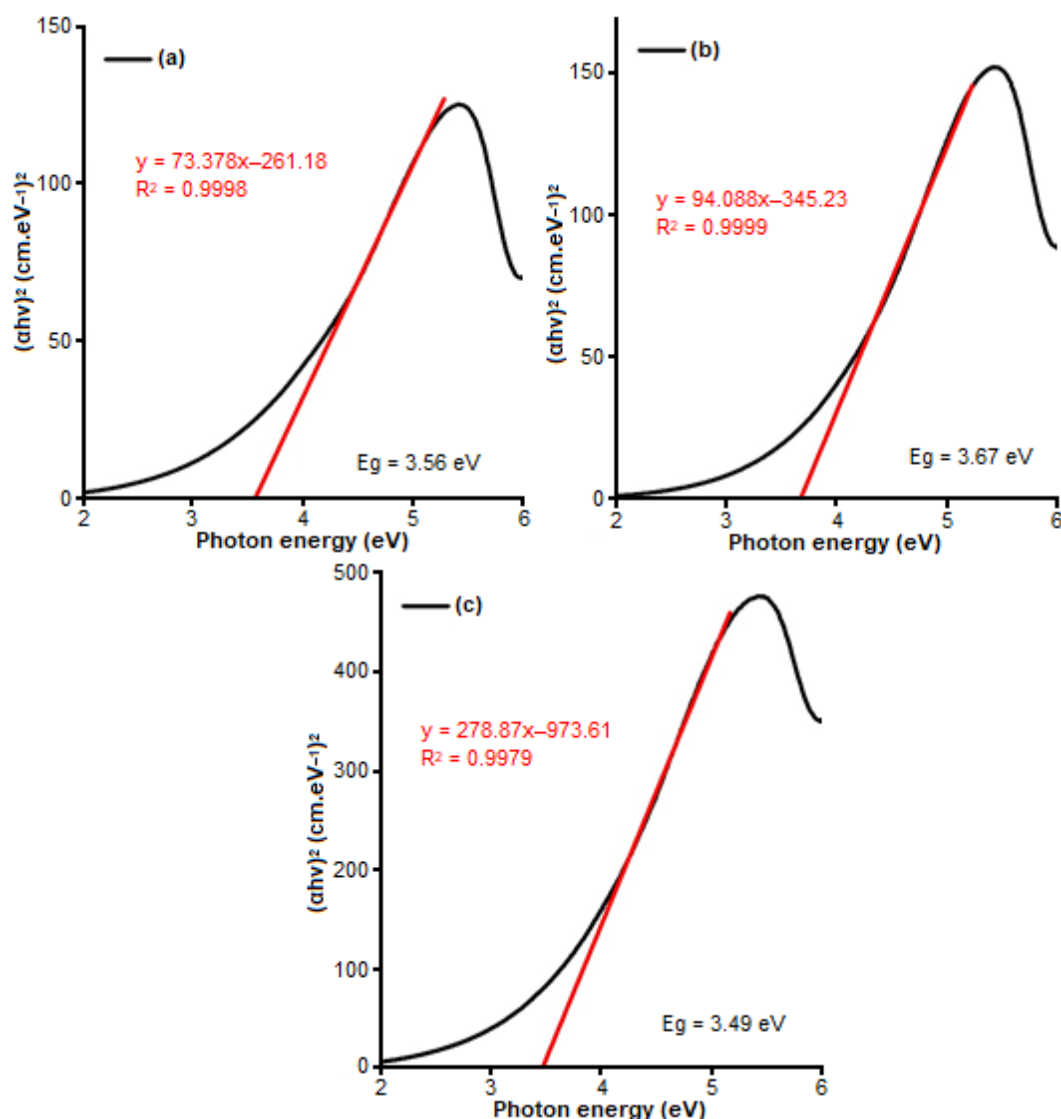 (a)
150
100
50
0
(αhν)² (cm.eV⁻¹)²
y = 73.378x–261.18
R² = 0.9998
Eg = 3.56 eV
2 3 4 5 6
Photon energy (eV)
(b)
150
100
50
0
(αhν)² (cm.eV⁻¹)²
y = 94.088x–345.23
R² = 0.9999
Eg = 3.67 eV
2 3 4 5 6
Photon energy (eV)
(c)
500
400
300
200
100
0
(αhν)² (cm.eV⁻¹)²
y = 278.87x–973.61
R² = 0.9979
Eg = 3.49 eV
2 3 4 5 6
Photon energy (eV)